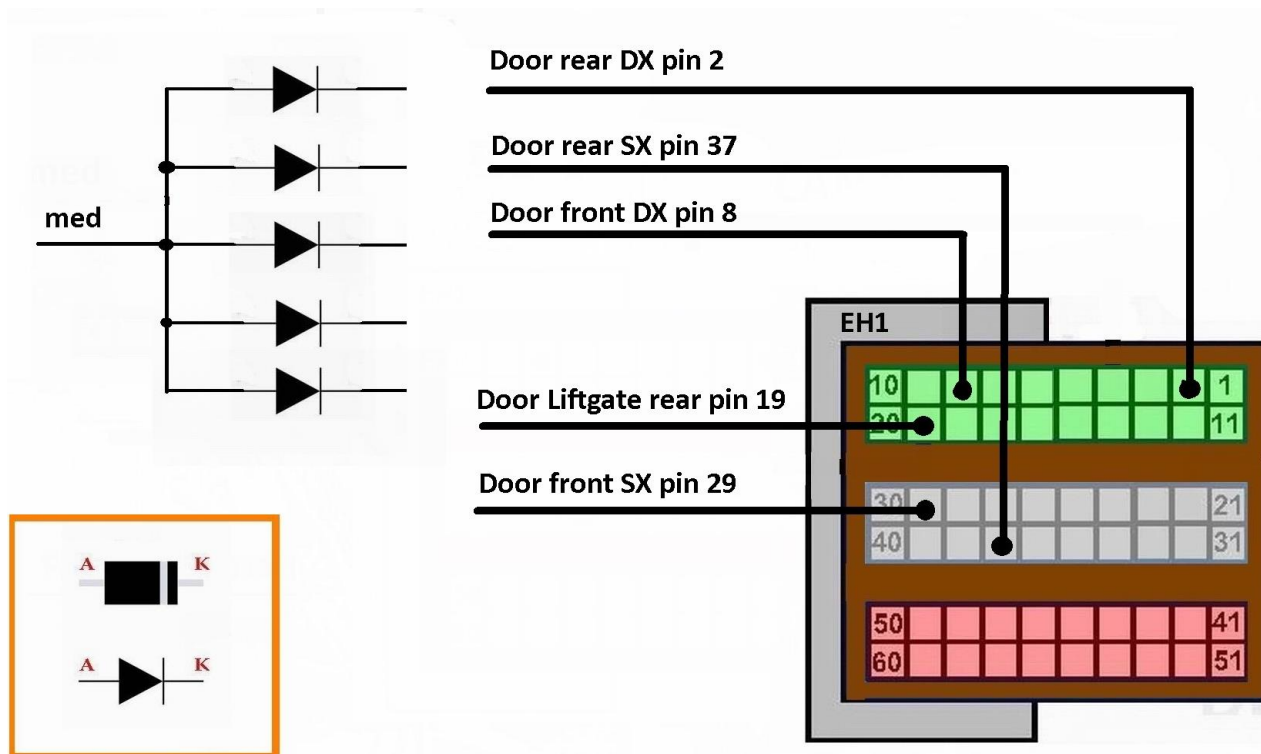 Door rear DX pin 2
Door rear SX pin 37
Door front DX pin 8
med
EH1
10 1
Door Liftgate rear pin 19
20 11
Door front SX pin 29
30 21
40 31
A K
50 41
60 51
A K